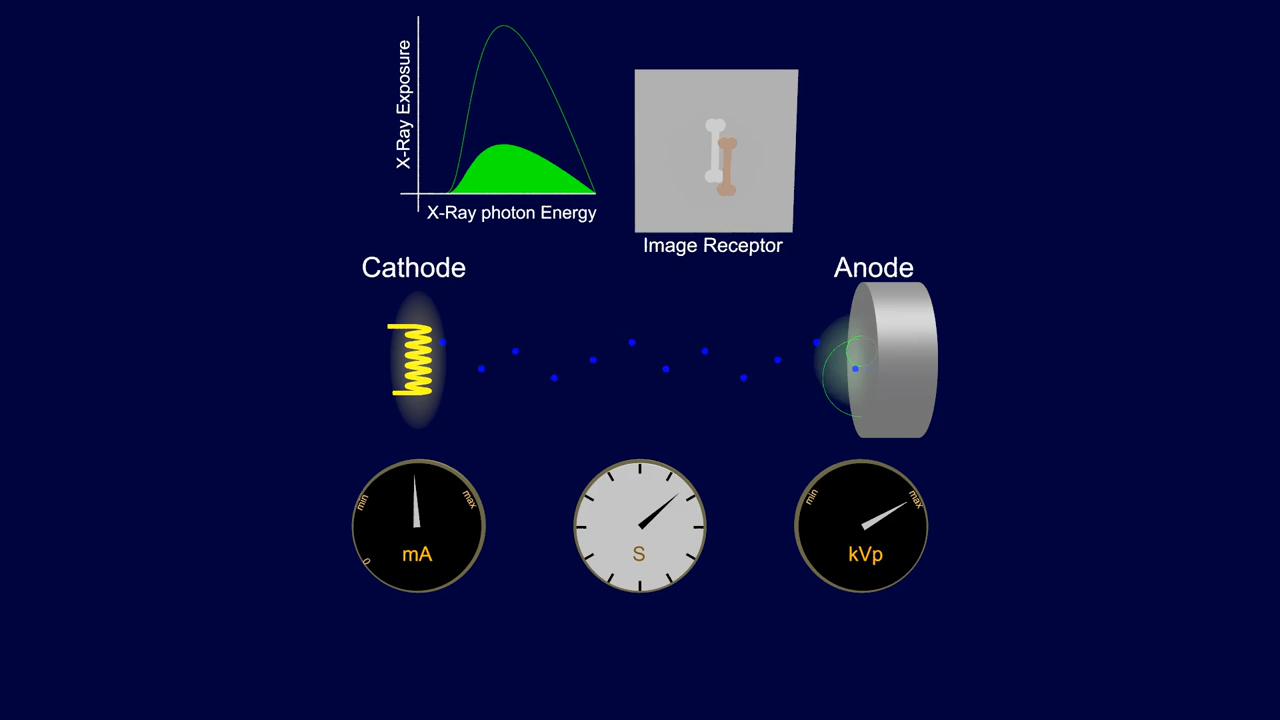 X-Ray Exposure
X-Ray photon Energy
Image Receptor
Cathode
Anode
min
max
0
mA
S
min
max
kVp